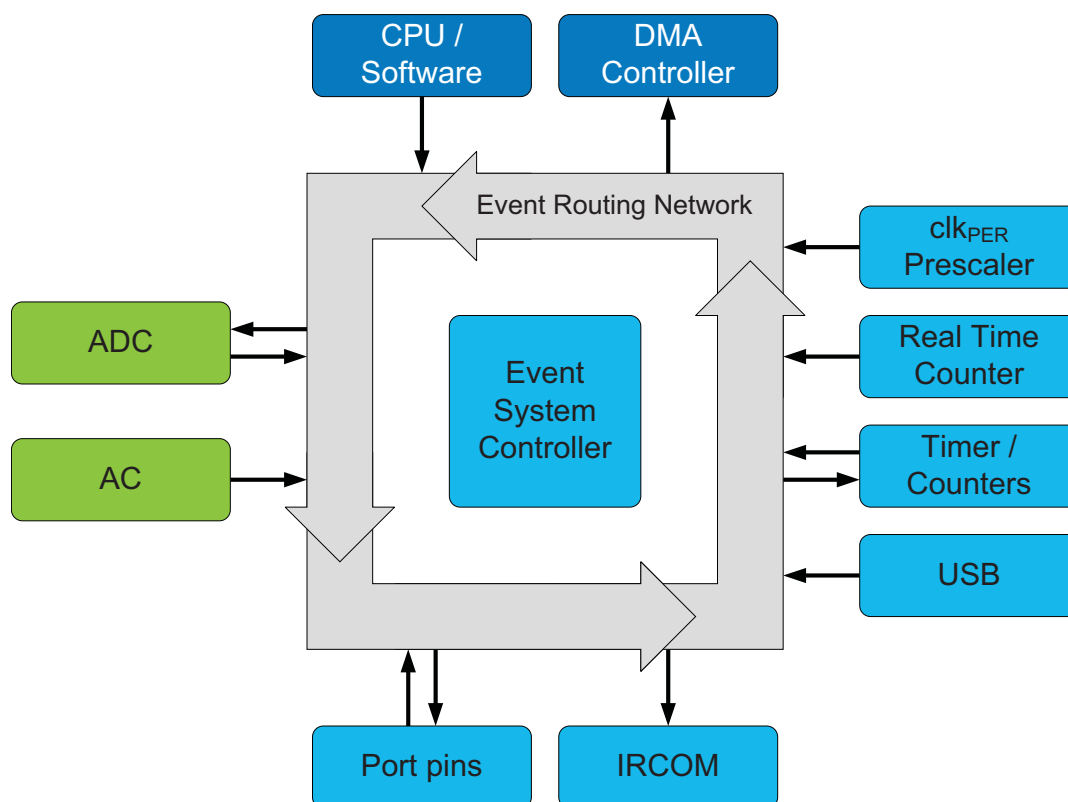 CPU /
Software
DMA
Controller
Event Routing Network
clkPER
Prescaler
ADC
Real Time
Counter
Event
System
Controller
Timer /
Counters
AC
USB
Port pins
IRCOM